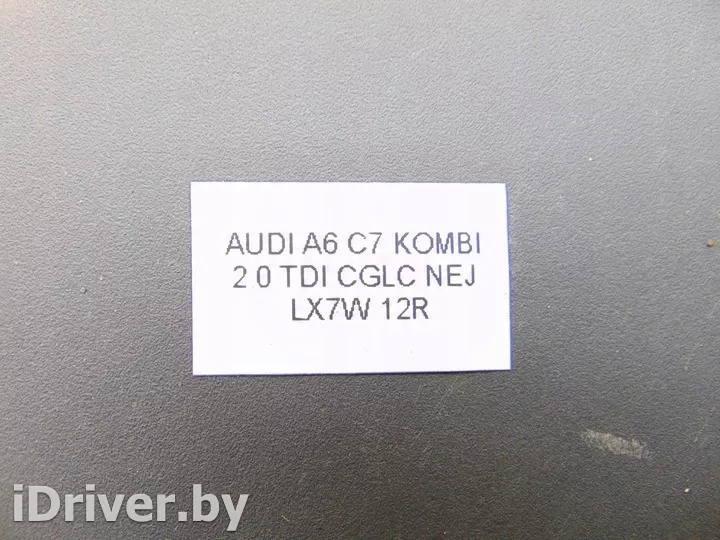 AUDI A6 C7 KOMBI
2 0 TDI CGLC NEJ
LX7W 12R
iDriver.by